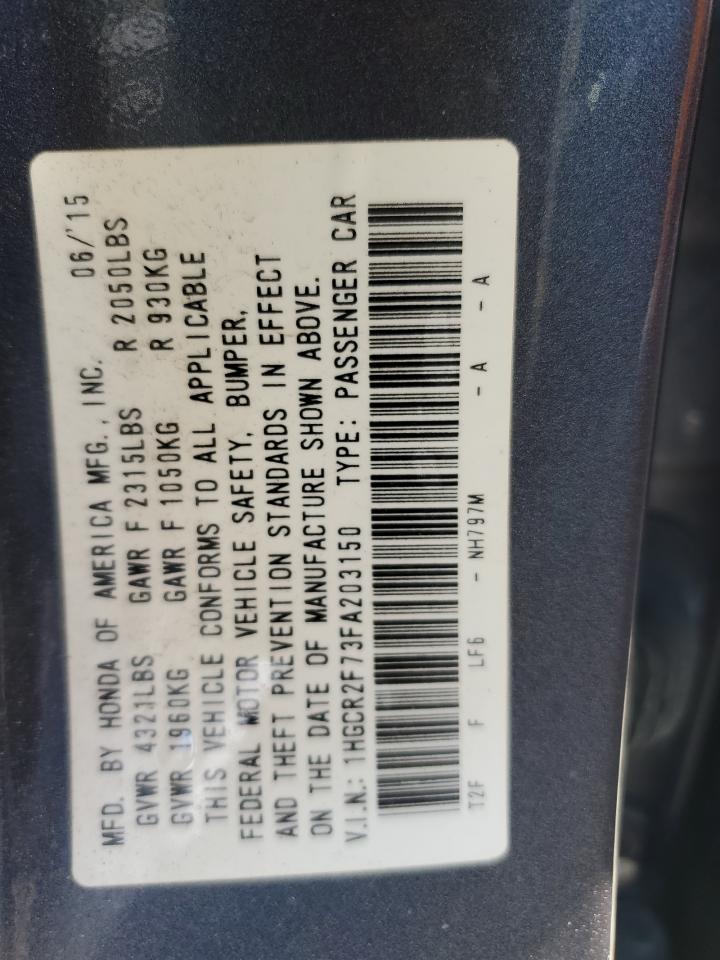 MFD. BY HONDA OF AMERICA MFG., INC. 06/'15
GVWR 4321LBS GAWR F 2315LBS R 2050LBS
GVWR 1960KG GAWR F 1050KG R 930KG
THIS VEHICLE CONFORMS TO ALL APPLICABLE
FEDERAL MOTOR VEHICLE SAFETY, BUMPER,
AND THEFT PREVENTION STANDARDS IN EFFECT
ON THE DATE OF MANUFACTURE SHOWN ABOVE.
V.I.N.: 1HGCR2F73FA203150 TYPE: PASSENGER CAR
T2F F LF6 - NH797M - A - A